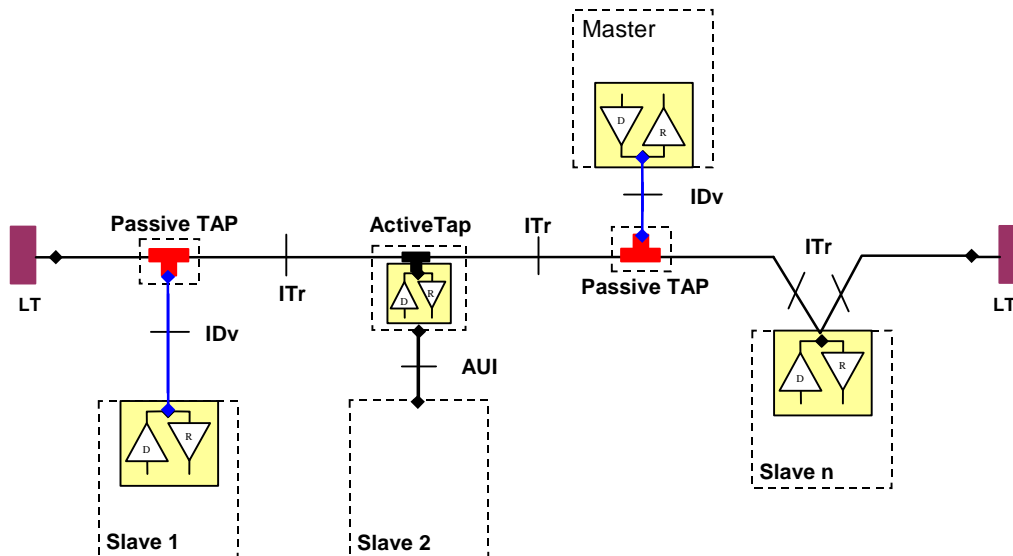 Master
D
R
IDv
Passive TAP
ActiveTap
ITr
ITr
LT
ITr
D
R
Passive TAP
LT
IDv
AUI
D
R
D
R
Slave n
Slave 1
Slave 2